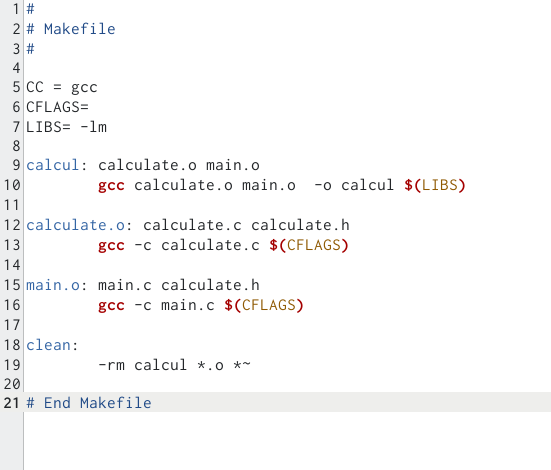 1 #
2 # Makefile
3 #
4
5 CC = gcc
6 CFLAGS=
7 LIBS= -lm
8
9 calcul: calculate.o main.o
10         gcc calculate.o main.o  -o calcul $(LIBS)
11
12 calculate.o: calculate.c calculate.h
13         gcc -c calculate.c $(CFLAGS)
14
15 main.o: main.c calculate.h
16         gcc -c main.c $(CFLAGS)
17
18 clean:
19         -rm calcul *.o *~
20
21 # End Makefile